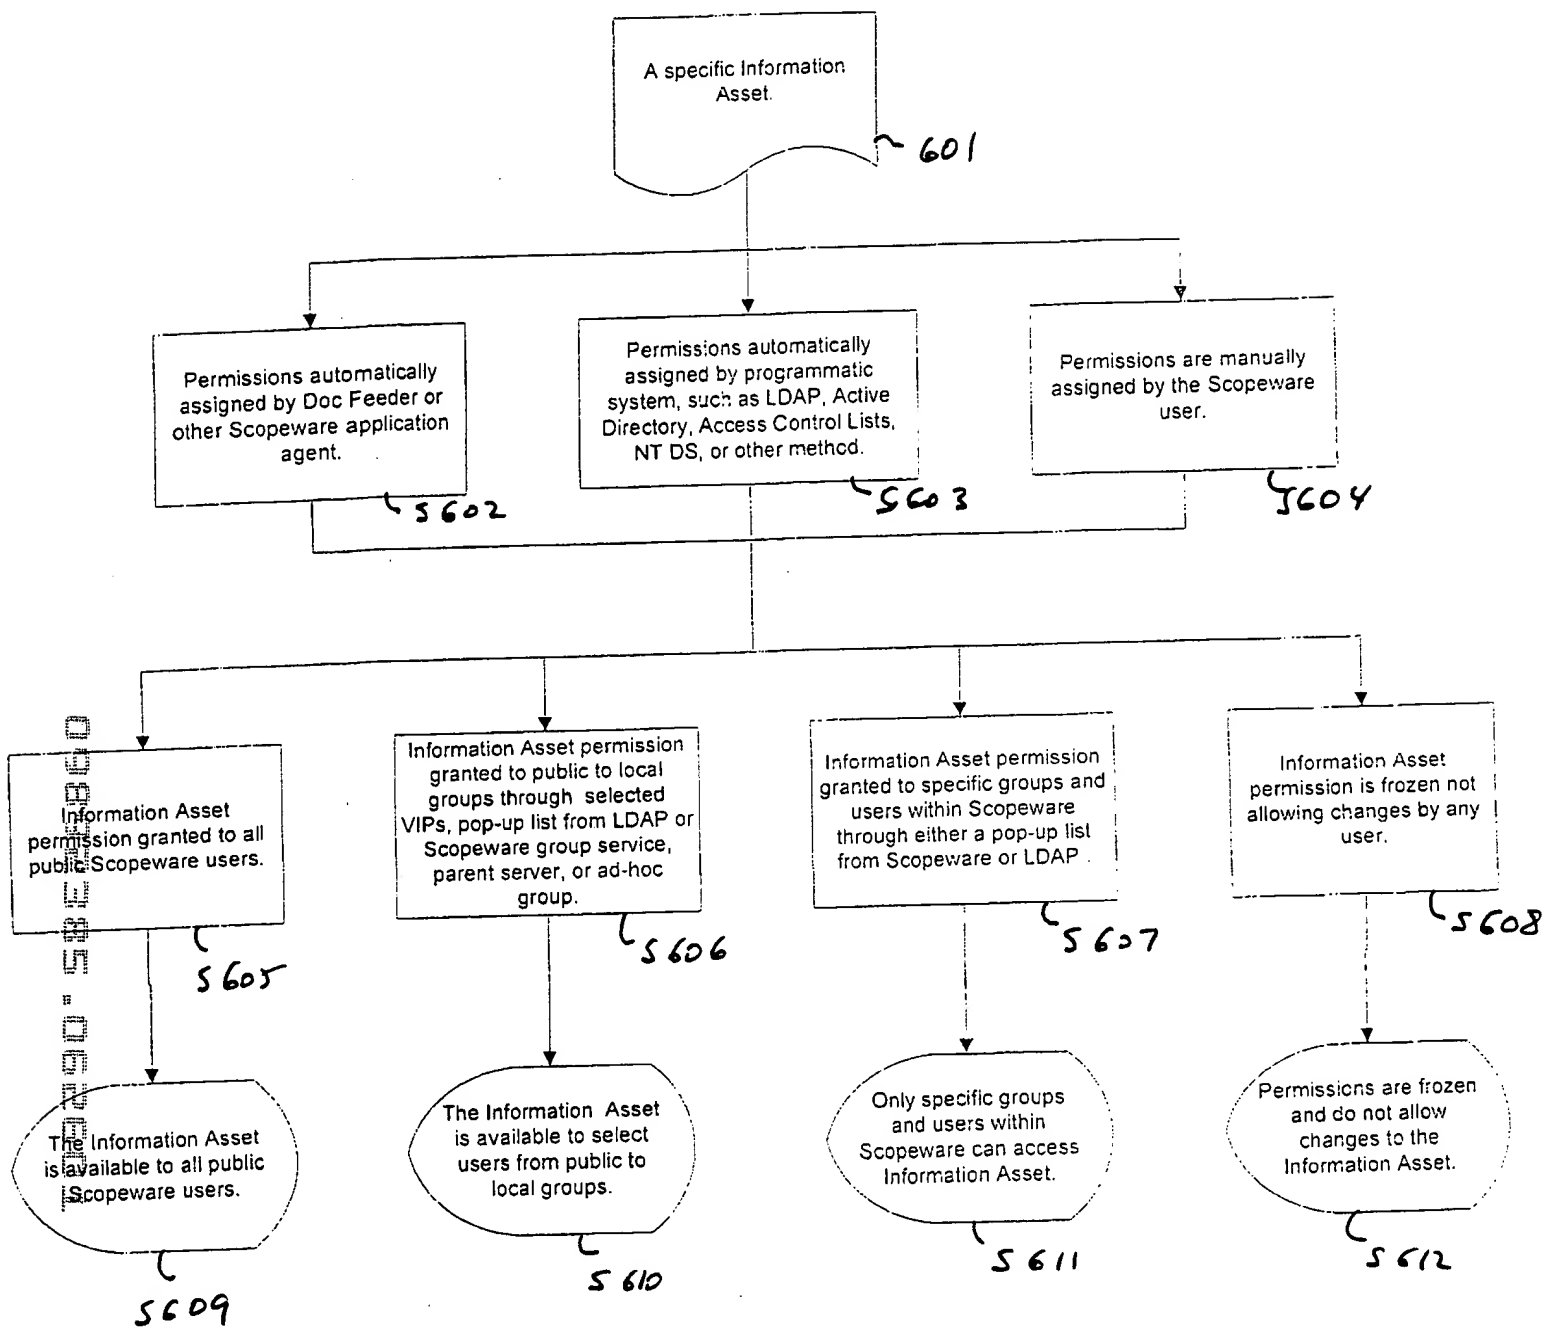 A specific Information
Asset.
601
Permissions automatically
assigned by Doc Feeder or
other Scopeware application
agent.
S602
Permissions automatically
assigned by programmatic
system, such as LDAP, Active
Directory, Access Control Lists,
NT DS, or other method.
S603
Permissions are manually
assigned by the Scopeware
user.
S604
Information Asset
permission granted to all
public Scopeware users.
S605
Information Asset permission
granted to public to local
groups through selected
VIPs, pop-up list from LDAP or
Scopeware group service,
parent server, or ad-hoc
group.
S606
Information Asset permission
granted to specific groups and
users within Scopeware
through either a pop-up list
from Scopeware or LDAP .
S607
Information Asset
permission is frozen not
allowing changes by any
user.
S608
The Information Asset
is available to all public
Scopeware users.
S609
The Information Asset
is available to select
users from public to
local groups.
S610
Only specific groups
and users within
Scopeware can access
Information Asset.
S611
Permissions are frozen
and do not allow
changes to the
Information Asset.
S612